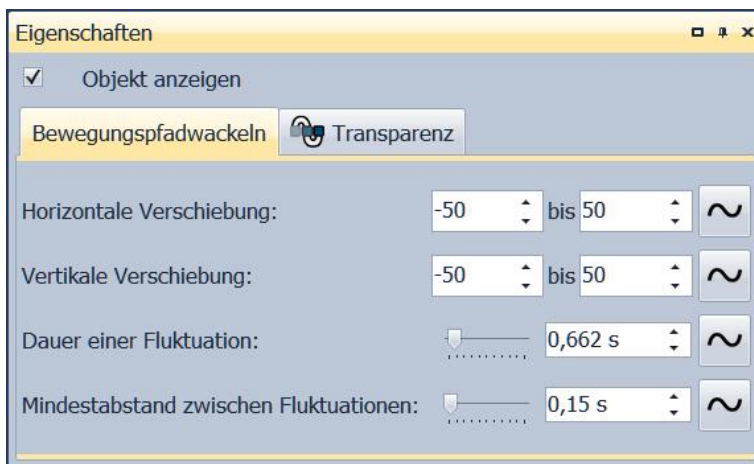 Eigenschaften
Objekt anzeigen
Bewegungspfadwackeln Transparenz
Horizontale Verschiebung: -50 bis 50
Vertikale Verschiebung: -50 bis 50
Dauer einer Fluktuation: 0,662 s
Mindestabstand zwischen Fluktuationen: 0,15 s